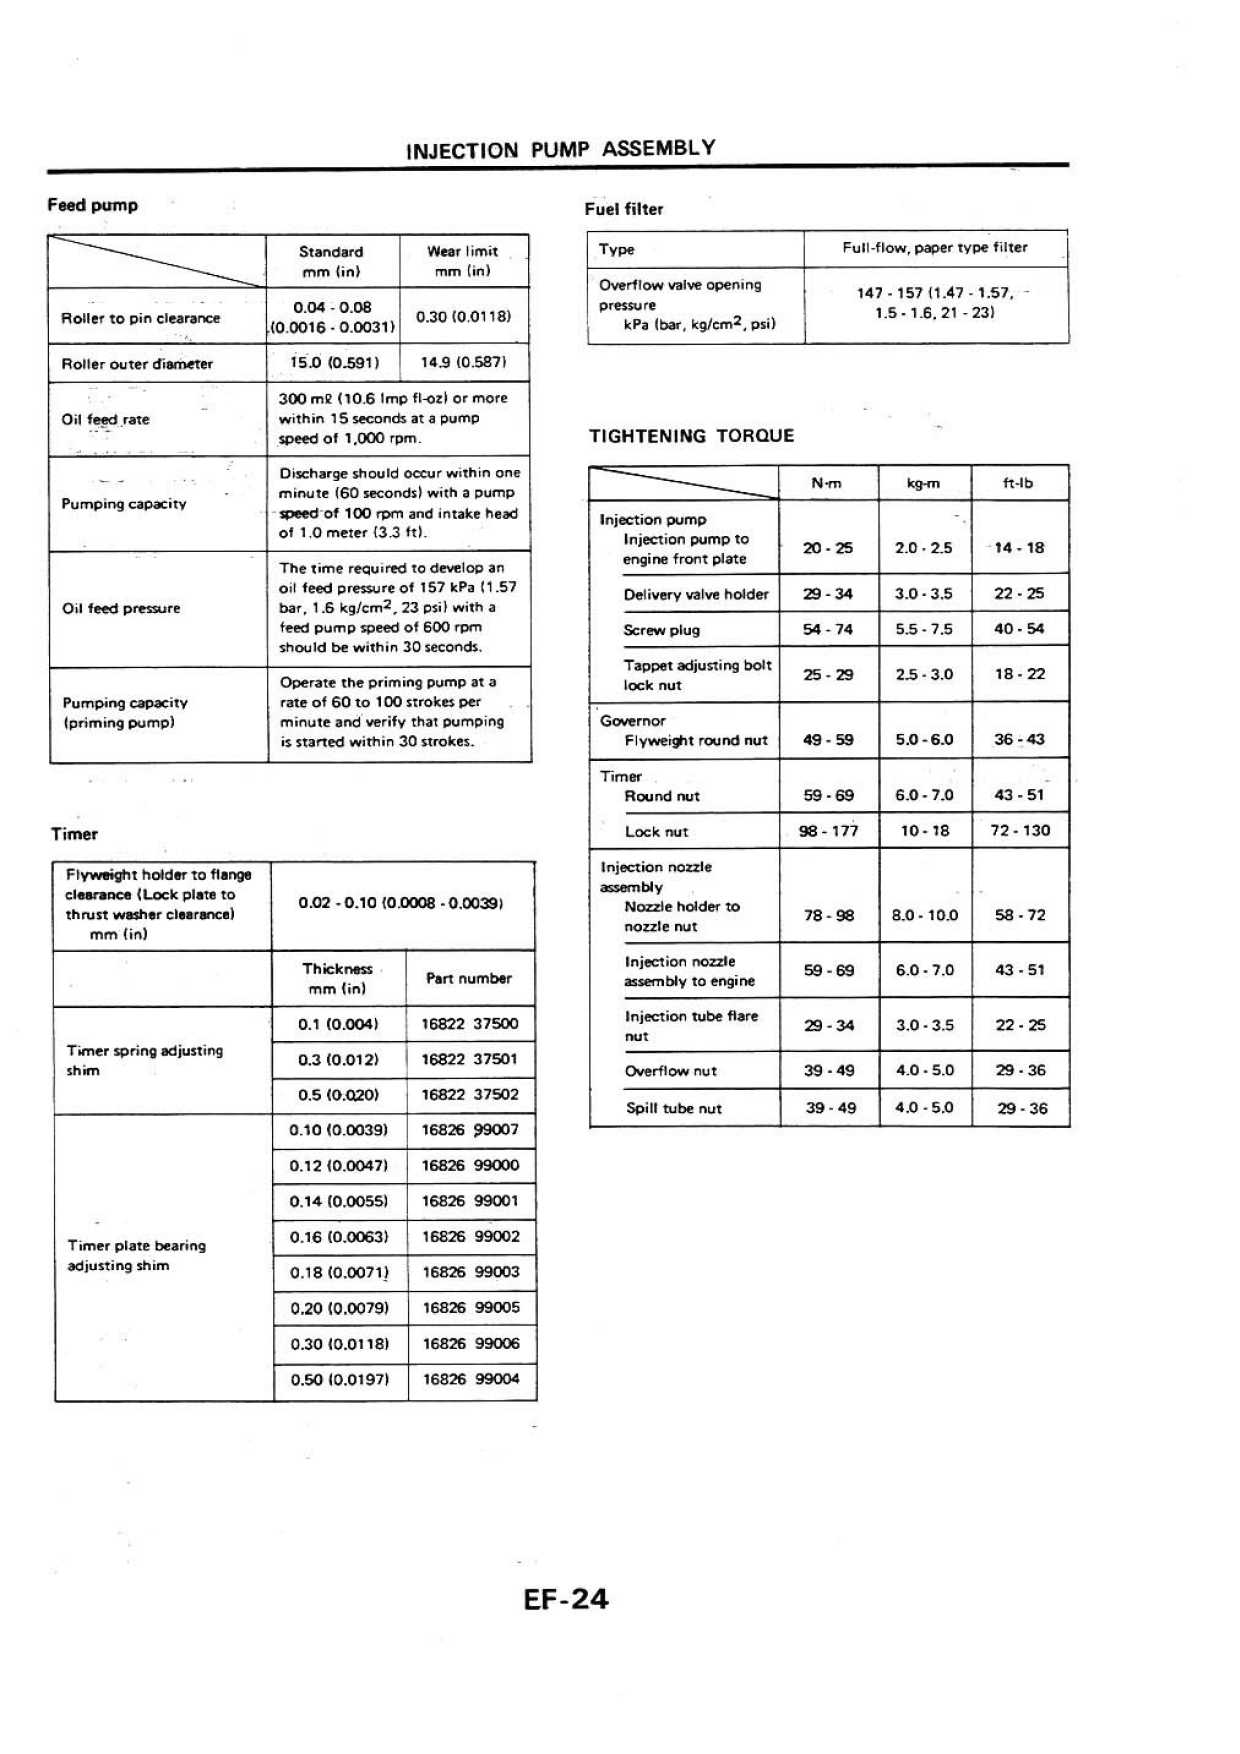 INJECTION PUMP ASSEMBLY
Feed pump
Standard
mm (in)
Wear limit
mm (in)
Roller to pin clearance
0.04 - 0.08
(0.0016 - 0.0031)
0.30 (0.0118)
Roller outer diameter
15.0 (0.591)
14.9 (0.587)
Oil feed rate
300 mℓ (10.6 Imp fl-oz) or more
within 15 seconds at a pump
speed of 1,000 rpm.
Pumping capacity
Discharge should occur within one
minute (60 seconds) with a pump
speed of 100 rpm and intake head
of 1.0 meter (3.3 ft).
Oil feed pressure
The time required to develop an
oil feed pressure of 157 kPa (1.57
bar, 1.6 kg/cm², 23 psi) with a
feed pump speed of 600 rpm
should be within 30 seconds.
Pumping capacity
(priming pump)
Operate the priming pump at a
rate of 60 to 100 strokes per
minute and verify that pumping
is started within 30 strokes.
Timer
Flyweight holder to flange
clearance (Lock plate to
thrust washer clearance)
mm (in)
0.02 - 0.10 (0.0008 - 0.0039)
Thickness
mm (in)
Part number
Timer spring adjusting
shim
0.1 (0.004) 16822 37500
0.3 (0.012) 16822 37501
0.5 (0.020) 16822 37502
Timer plate bearing
adjusting shim
0.10 (0.0039) 16826 99007
0.12 (0.0047) 16826 99000
0.14 (0.0055) 16826 99001
0.16 (0.0063) 16826 99002
0.18 (0.0071) 16826 99003
0.20 (0.0079) 16826 99005
0.30 (0.0118) 16826 99006
0.50 (0.0197) 16826 99004
Fuel filter
Type
Full-flow, paper type filter
Overflow valve opening
pressure
kPa (bar, kg/cm², psi)
147 - 157 (1.47 - 1.57,
1.5 - 1.6, 21 - 23)
TIGHTENING TORQUE
N·m kg-m ft-lb
Injection pump
Injection pump to
engine front plate
20 - 25 2.0 - 2.5 14 - 18
Delivery valve holder 29 - 34 3.0 - 3.5 22 - 25
Screw plug 54 - 74 5.5 - 7.5 40 - 54
Tappet adjusting bolt
lock nut
25 - 29 2.5 - 3.0 18 - 22
Governor
Flyweight round nut 49 - 59 5.0 - 6.0 36 - 43
Timer
Round nut 59 - 69 6.0 - 7.0 43 - 51
Lock nut 98 - 177 10 - 18 72 - 130
Injection nozzle
assembly
Nozzle holder to
nozzle nut
78 - 98 8.0 - 10.0 58 - 72
Injection nozzle
assembly to engine
59 - 69 6.0 - 7.0 43 - 51
Injection tube flare
nut
29 - 34 3.0 - 3.5 22 - 25
Overflow nut 39 - 49 4.0 - 5.0 29 - 36
Spill tube nut 39 - 49 4.0 - 5.0 29 - 36
EF-24